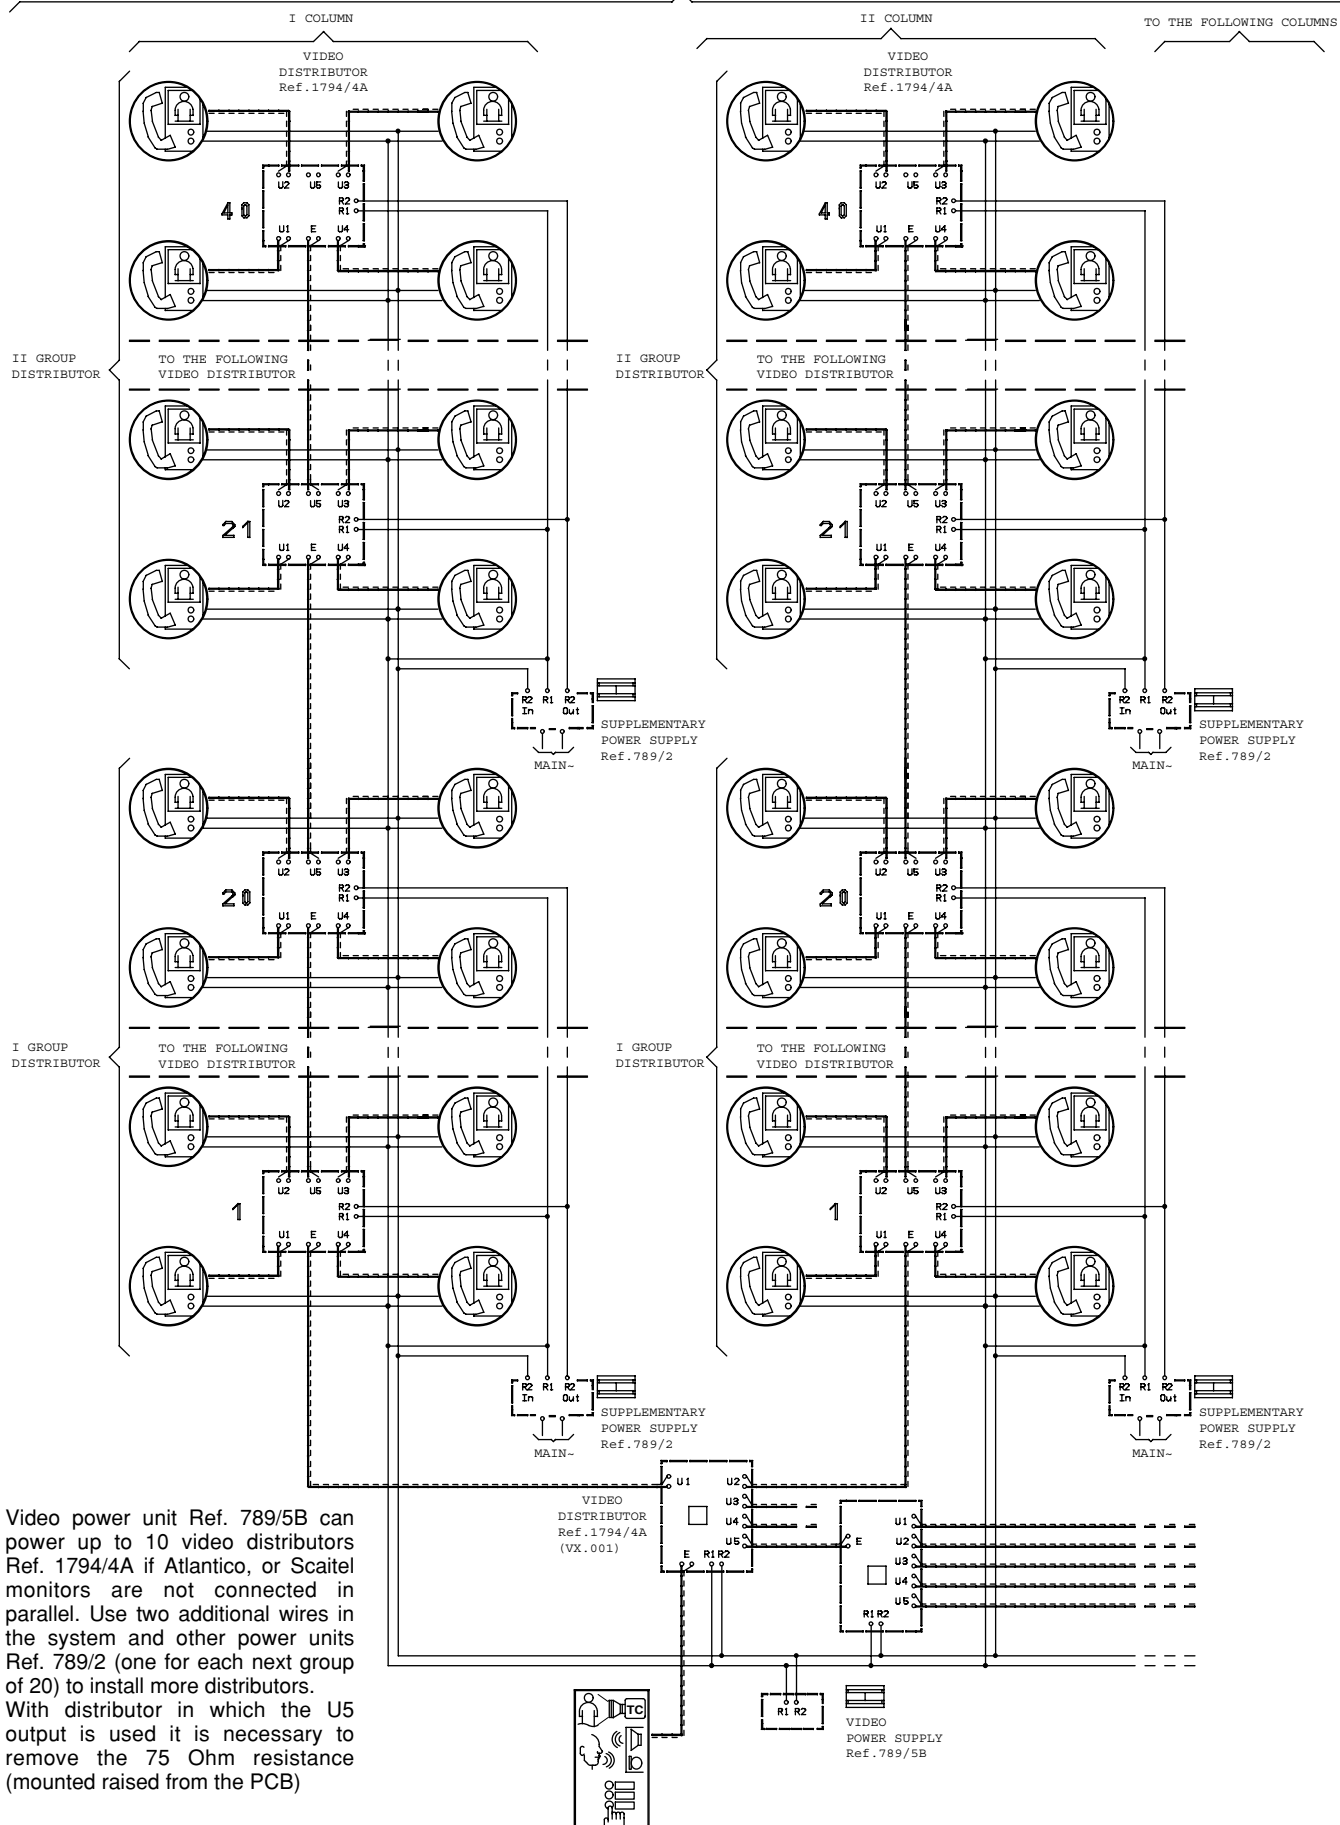 I COLUMN
II COLUMN
TO THE FOLLOWING COLUMNS
VIDEO
DISTRIBUTOR
Ref.1794/4A
VIDEO
DISTRIBUTOR
Ref.1794/4A
U2 U5 U3
R2
R1
40
U1 E U4
U2 U5 U3
R2
R1
40
U1 E U4
II GROUP
DISTRIBUTOR
TO THE FOLLOWING
VIDEO DISTRIBUTOR
II GROUP
DISTRIBUTOR
TO THE FOLLOWING
VIDEO DISTRIBUTOR
U2 U5 U3
R2
R1
21
U1 E U4
U2 U5 U3
R2
R1
21
U1 E U4
R2 R1 R2
In Out
SUPPLEMENTARY
POWER SUPPLY
Ref.789/2
MAIN~
R2 R1 R2
In Out
SUPPLEMENTARY
POWER SUPPLY
Ref.789/2
MAIN~
U2 U5 U3
R2
R1
20
U1 E U4
U2 U5 U3
R2
R1
20
U1 E U4
I GROUP
DISTRIBUTOR
TO THE FOLLOWING
VIDEO DISTRIBUTOR
I GROUP
DISTRIBUTOR
TO THE FOLLOWING
VIDEO DISTRIBUTOR
U2 U5 U3
R2
R1
1
U1 E U4
U2 U5 U3
R2
R1
1
U1 E U4
R2 R1 R2
In Out
SUPPLEMENTARY
POWER SUPPLY
Ref.789/2
MAIN~
R2 R1 R2
In Out
SUPPLEMENTARY
POWER SUPPLY
Ref.789/2
MAIN~
VIDEO
DISTRIBUTOR
Ref.1794/4A
(VX.001)
U1 U2
U3
U4
U5
E R1R2
U1
E U2
U3
U4
U5
R1R2
Video power unit Ref. 789/5B can
power up to 10 video distributors
Ref. 1794/4A if Atlantico, or Scaitel
monitors are not connected in
parallel. Use two additional wires in
the system and other power units
Ref. 789/2 (one for each next group
of 20) to install more distributors.
With distributor in which the U5
output is used it is necessary to
remove the 75 Ohm resistance
(mounted raised from the PCB)
TC
R1 R2
VIDEO
POWER SUPPLY
Ref.789/5B